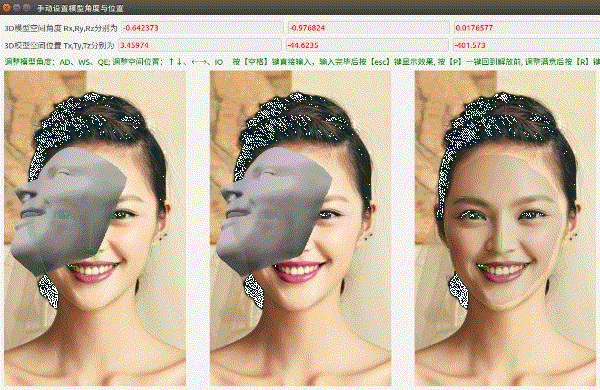 手动设置模型角度与位置
3D模型空间角度 Rx,Ry,Rz分别为 -0.642373 -0.976824 0.0176577
3D模型空间位置 Tx,Ty,Tz分别为 3.45974 -44.6235 -401.573
调整模型角度：AD、WS、QE; 调整空间位置：↑↓、←→、IO 按【空格】键直接输入，输入完毕后按【esc】键显示效果, 按【P】一键回到解放前, 调整满意后按【R】键